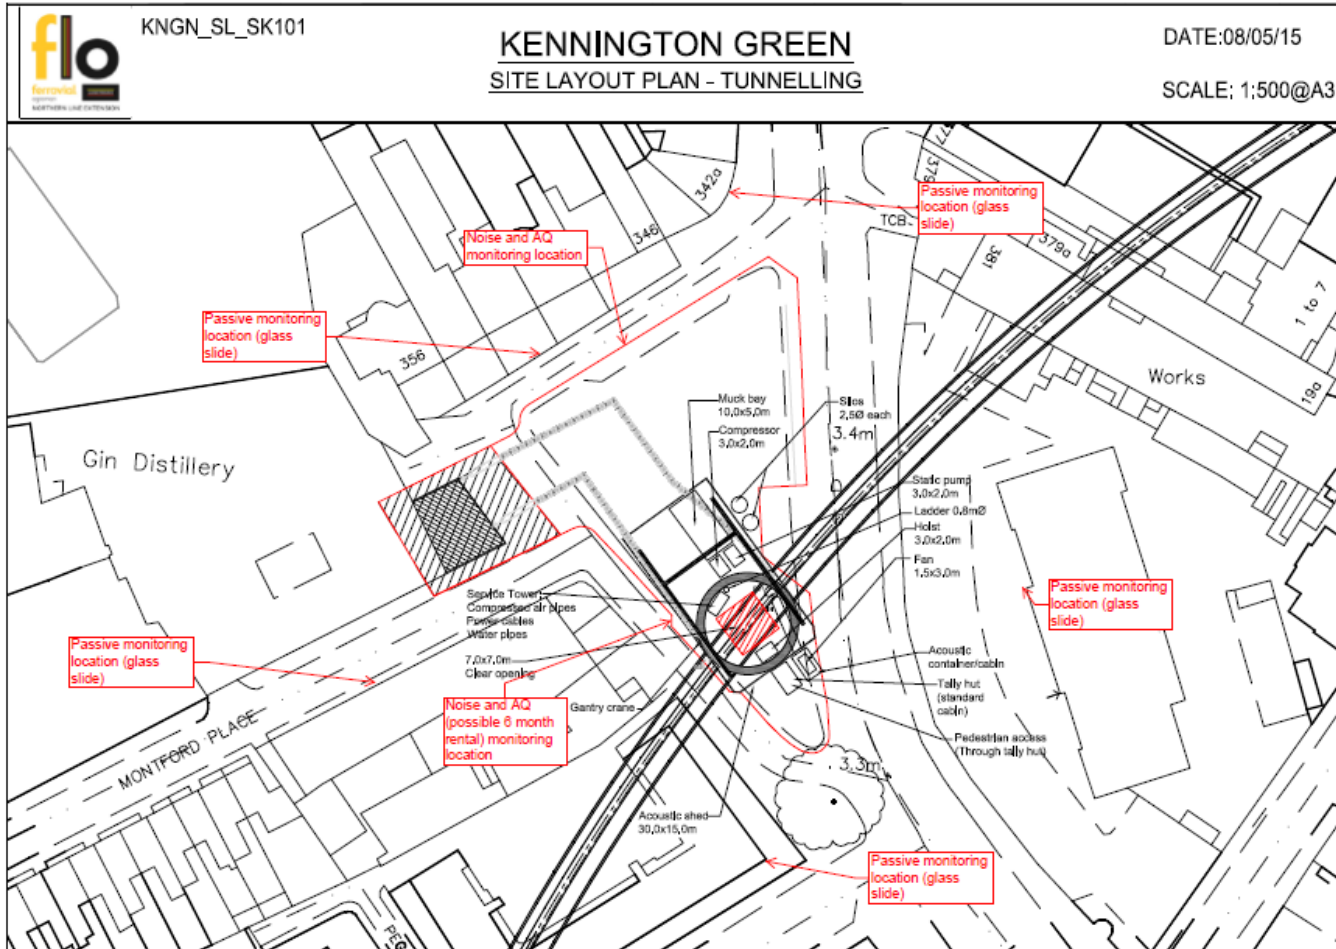 flo
ferrovial
NORTHERN LINE EXTENSION
KNGN_SL_SK101
KENNINGTON GREEN
SITE LAYOUT PLAN - TUNNELLING
DATE:08/05/15
SCALE; 1:500@A3
377
379
342a
Passive monitoring
location (glass
slide)
TCB
346
Noise and AQ
monitoring location
379a
381
Passive monitoring
location (glass
slide)
1 to 7
356
Works
19a
Muck bay
10.0x5.0m
Silos
2.5Ø each
Compressor
3.0x2.0m
3.4m
Gin Distillery
Static pump
3.0x2.0m
Ladder 0.8mØ
Hoist
3.0x2.0m
Fan
1.5x3.0m
Passive monitoring
location (glass
slide)
Service Tower:
Compressed air pipes
Power cables
Water pipes
7.0x7.0m
Clear opening
Passive monitoring
location (glass
slide)
Acoustic
container/cabin
Tally hut
(standard
cabin)
Noise and AQ
(possible 6 month
rental) monitoring
location
Gantry crane
Pedestrian access
(Through tally hut)
MONTFORD PLACE
3.3m
Acoustic shed
30.0x15.0m
Passive monitoring
location (glass
slide)